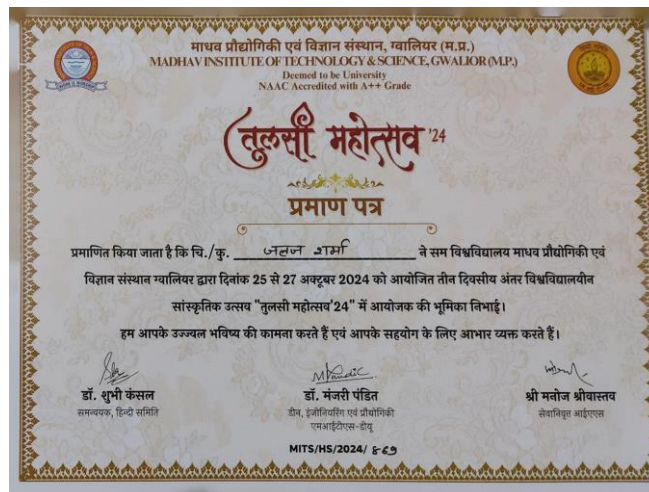 माधव प्रौद्योगिकी एवं विज्ञान संस्थान, ग्वालियर (म.प्र.)
MADHAV INSTITUTE OF TECHNOLOGY & SCIENCE, GWALIOR (M.P.)
Deemed to be University
NAAC Accredited with A++ Grade
तुलसी महोत्सव '24
प्रमाण पत्र
प्रमाणित किया जाता है कि चि./कु. जलज शर्मा ने सम विश्वविद्यालय माधव प्रौद्योगिकी एवं
विज्ञान संस्थान ग्वालियर द्वारा दिनांक 25 से 27 अक्टूबर 2024 को आयोजित तीन दिवसीय अंतर विश्वविद्यालयीन
सांस्कृतिक उत्सव "तुलसी महोत्सव'24" में आयोजक की भूमिका निभाई।
हम आपके उज्ज्वल भविष्य की कामना करते हैं एवं आपके सहयोग के लिए आभार व्यक्त करते हैं।
डॉ. शुभी कंसल
समन्वयक, हिन्दी समिति
डॉ. मंजरी पंडित
डीन, इंजीनियरिंग एवं प्रौद्योगिकी
एमआईटीएस-डीयू
श्री मनोज श्रीवास्तव
सेवानिवृत आईएएस
MITS/HS/2024/ 869